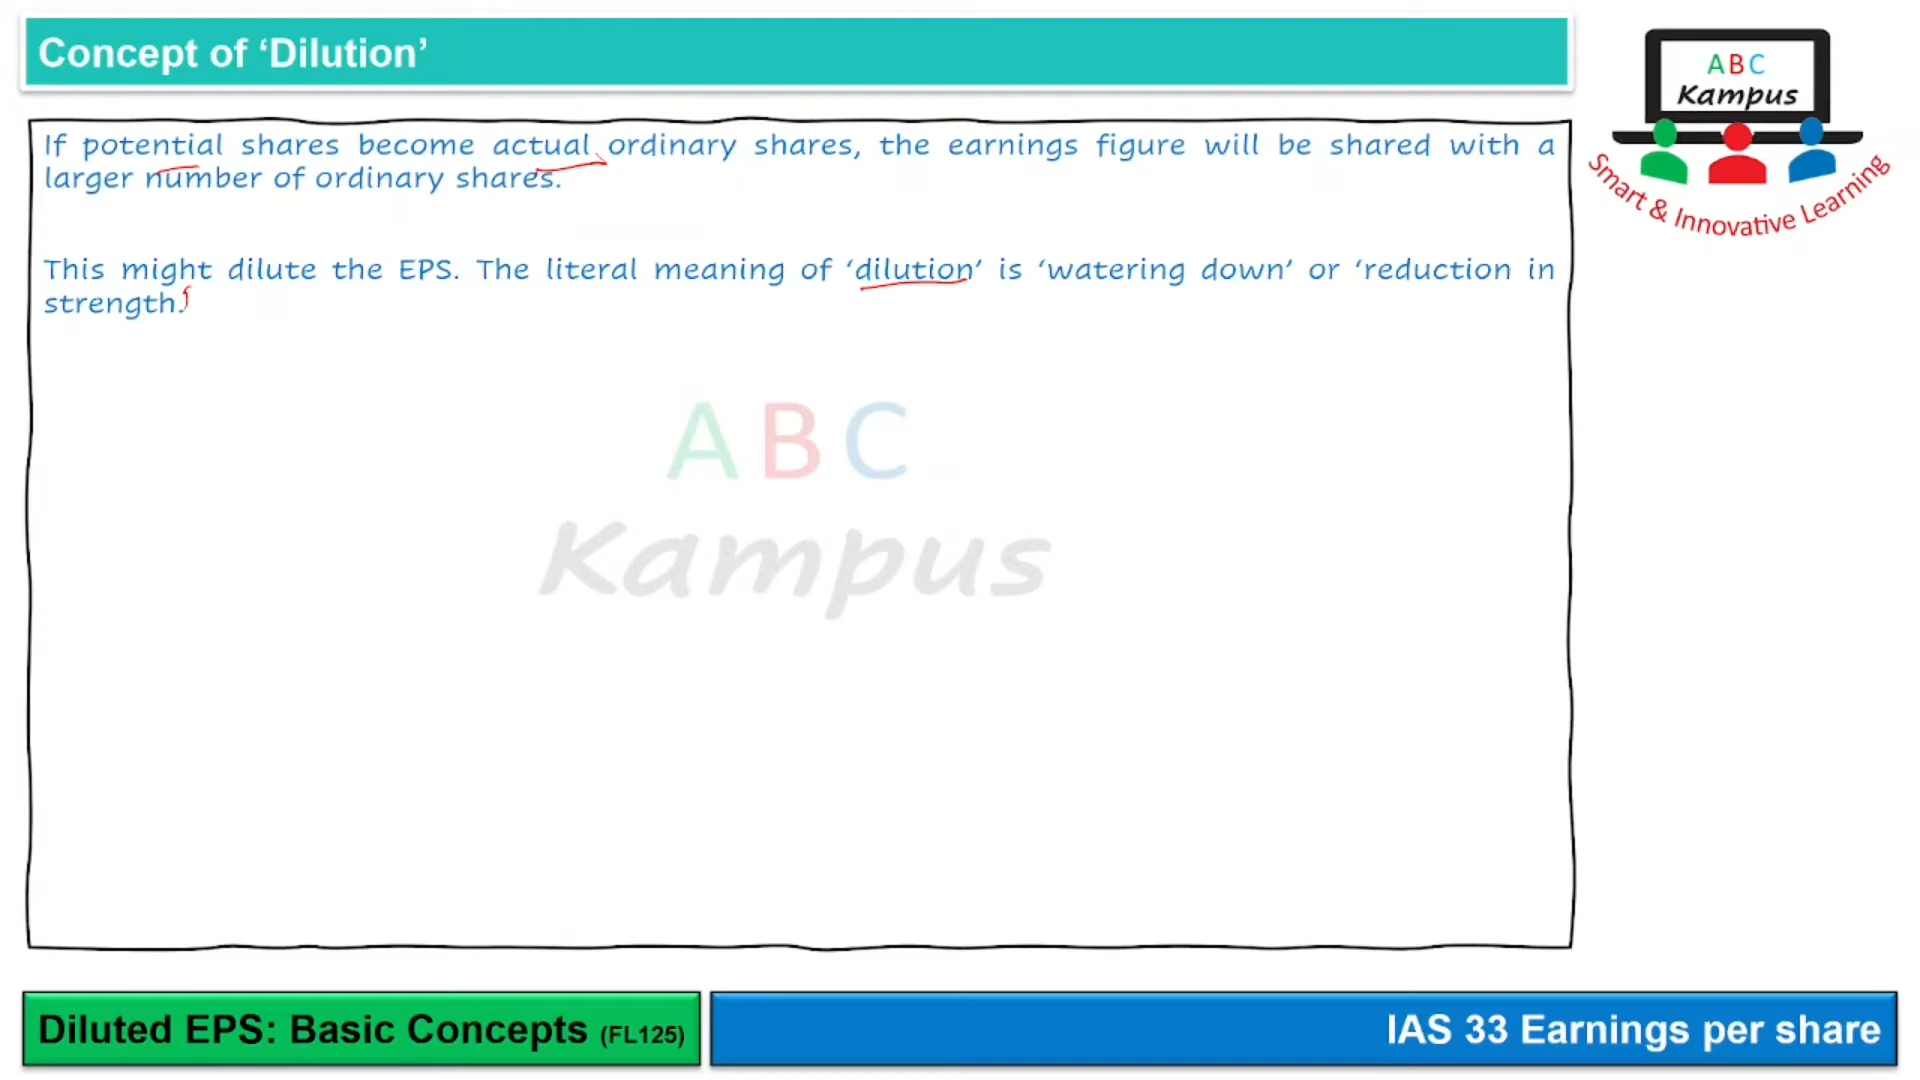 Concept of ‘Dilution’
ABC
Kampus
Smart & Innovative Learning
If potential shares become actual ordinary shares, the earnings figure will be shared with a
larger number of ordinary shares.
This might dilute the EPS. The literal meaning of ‘dilution’ is ‘watering down’ or ‘reduction in
strength.
ABC
Kampus
Diluted EPS: Basic Concepts (FL125)
IAS 33 Earnings per share